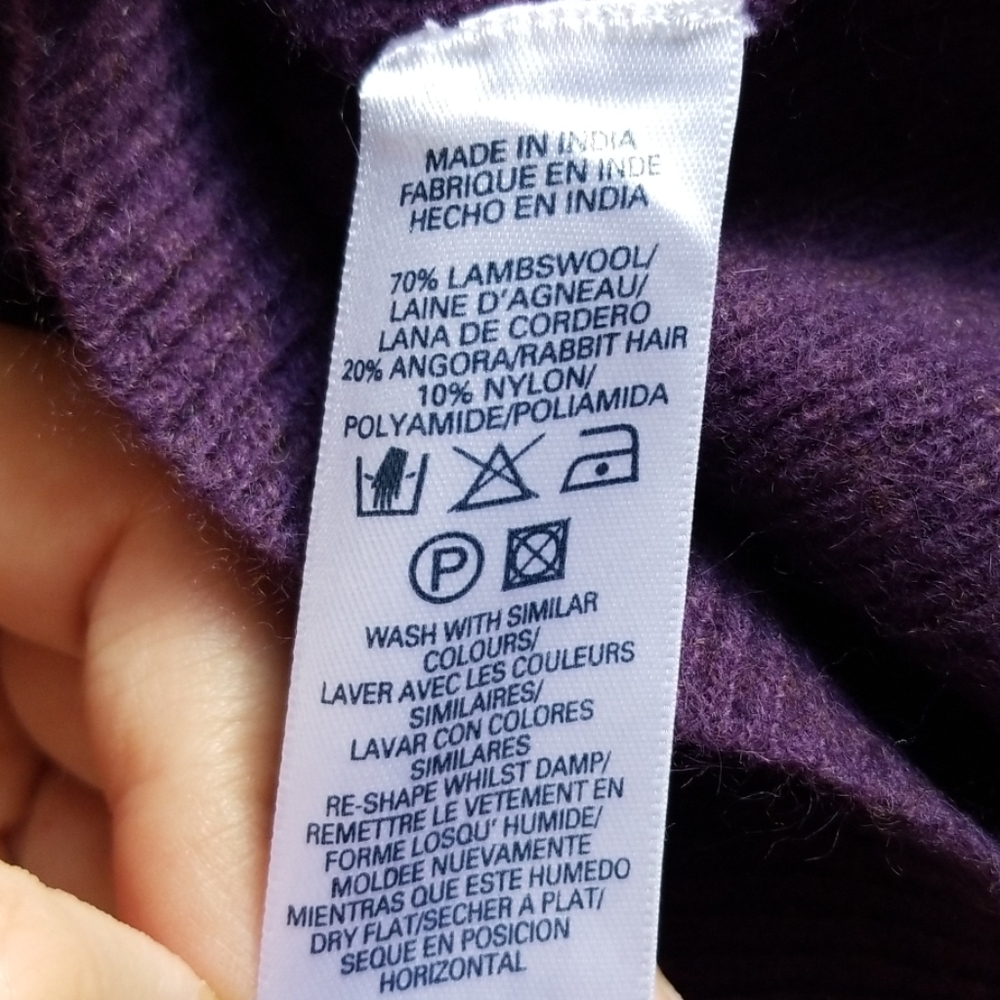 MADE IN INDIA
FABRIQUE EN INDE
HECHO EN INDIA
70% LAMBSWOOL/
LAINE D'AGNEAU/
LANA DE CORDERO
20% ANGORA/RABBIT HAIR
10% NYLON/
POLYAMIDE/POLIAMIDA
P
WASH WITH SIMILAR
COLOURS/
LAVER AVEC LES COULEURS
SIMILAIRES/
LAVAR CON COLORES
SIMILARES
RE-SHAPE WHILST DAMP/
REMETTRE LE VETEMENT EN
FORME LOSQU' HUMIDE/
MOLDEE NUEVAMENTE
MIENTRAS QUE ESTE HUMEDO
DRY FLAT/SECHER A PLAT/
SEQUE EN POSICION
HORIZONTAL